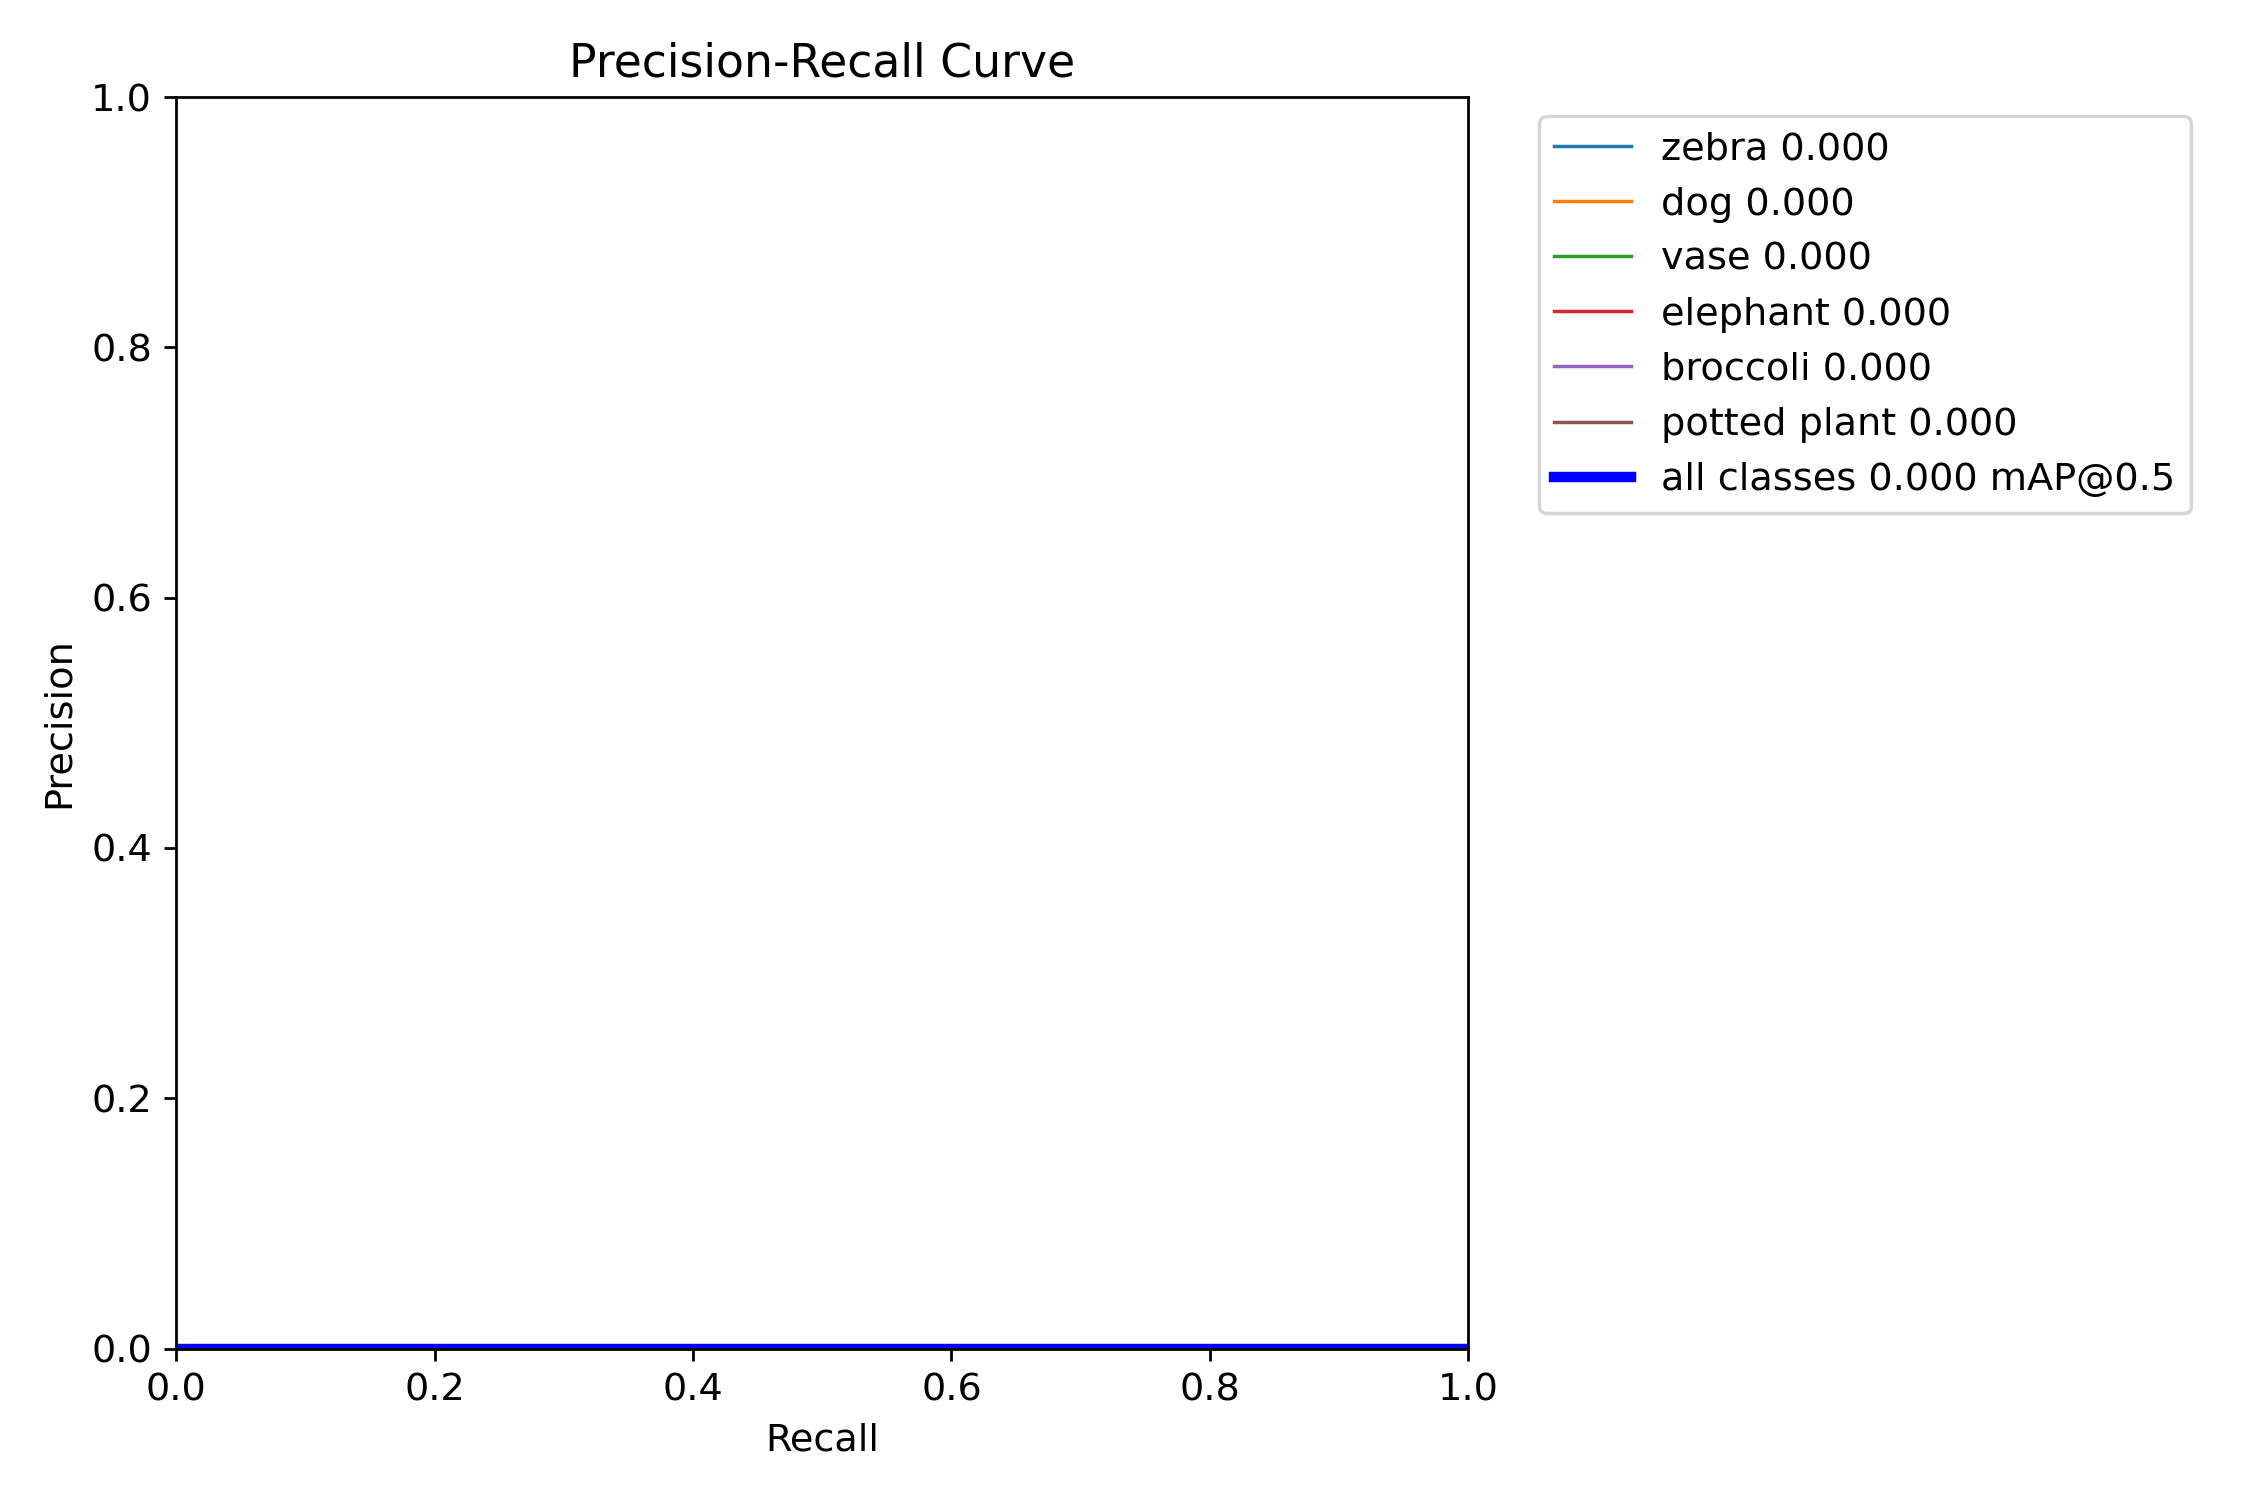 Precision-Recall Curve
1.0
0.8
0.6
0.4
0.2
0.0
Precision
0.0 0.2 0.4 0.6 0.8 1.0
Recall
zebra 0.000
dog 0.000
vase 0.000
elephant 0.000
broccoli 0.000
potted plant 0.000
all classes 0.000 mAP@0.5